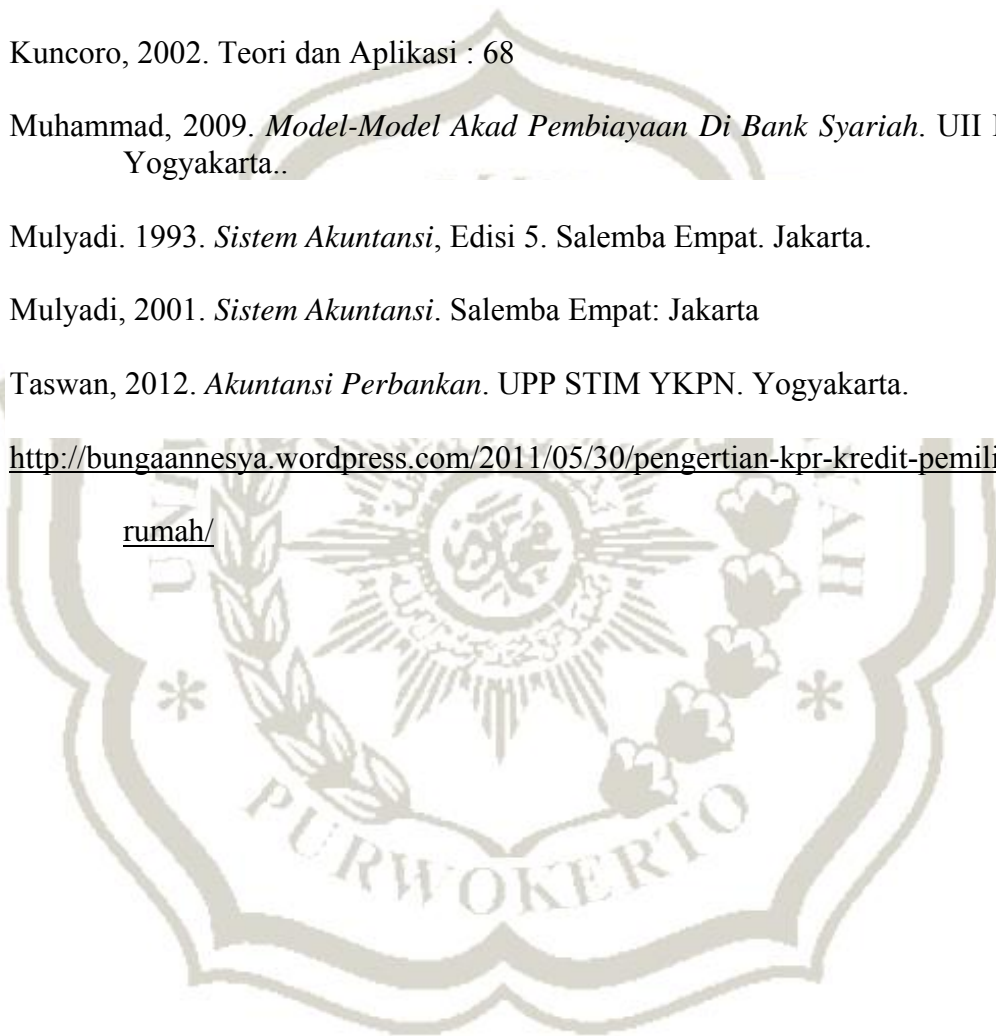 Kuncoro, 2002. Teori dan Aplikasi : 68
Muhammad, 2009. Model-Model Akad Pembiayaan Di Bank Syariah. UII
Yogyakarta..
Mulyadi. 1993. Sistem Akuntansi, Edisi 5. Salemba Empat. Jakarta.
Mulyadi, 2001. Sistem Akuntansi. Salemba Empat: Jakarta
Taswan, 2012. Akuntansi Perbankan. UPP STIM YKPN. Yogyakarta.
http://bungaannesya.wordpress.com/2011/05/30/pengertian-kpr-kredit-pemili
rumah/
PURWOKERTO